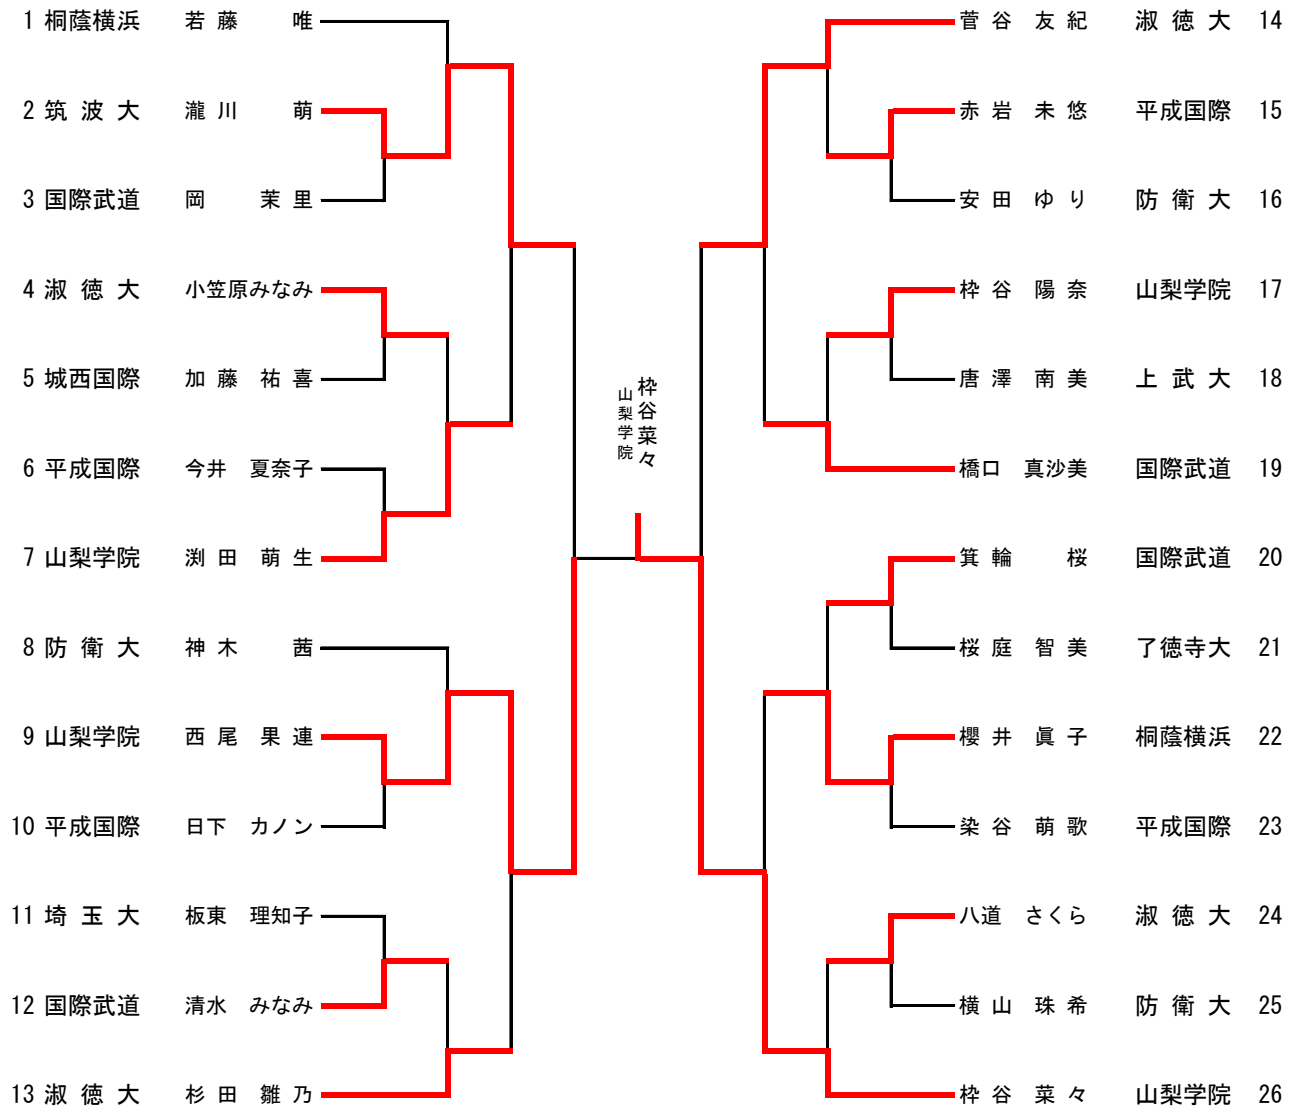 1 桐蔭横浜 若藤 唯
2 筑波大 瀧川 萌
3 国際武道 岡 茉里
4 淑徳大 小笠原みなみ
5 城西国際 加藤 祐喜
6 平成国際 今井 夏奈子
7 山梨学院 渕田 萌生
8 防衛大 神木 茜
9 山梨学院 西尾 果連
10 平成国際 日下 カノン
11 埼玉大 板東 理知子
12 国際武道 清水 みなみ
13 淑徳大 杉田 雛乃
枠谷菜々
山梨学院
菅谷 友紀 淑徳大 14
赤岩 未悠 平成国際 15
安田 ゆり 防衛大 16
枠谷 陽奈 山梨学院 17
唐澤 南美 上武大 18
橋口 真沙美 国際武道 19
箕輪 桜 国際武道 20
桜庭 智美 了徳寺大 21
櫻井 眞子 桐蔭横浜 22
染谷 萌歌 平成国際 23
八道 さくら 淑徳大 24
横山 珠希 防衛大 25
枠谷 菜々 山梨学院 26